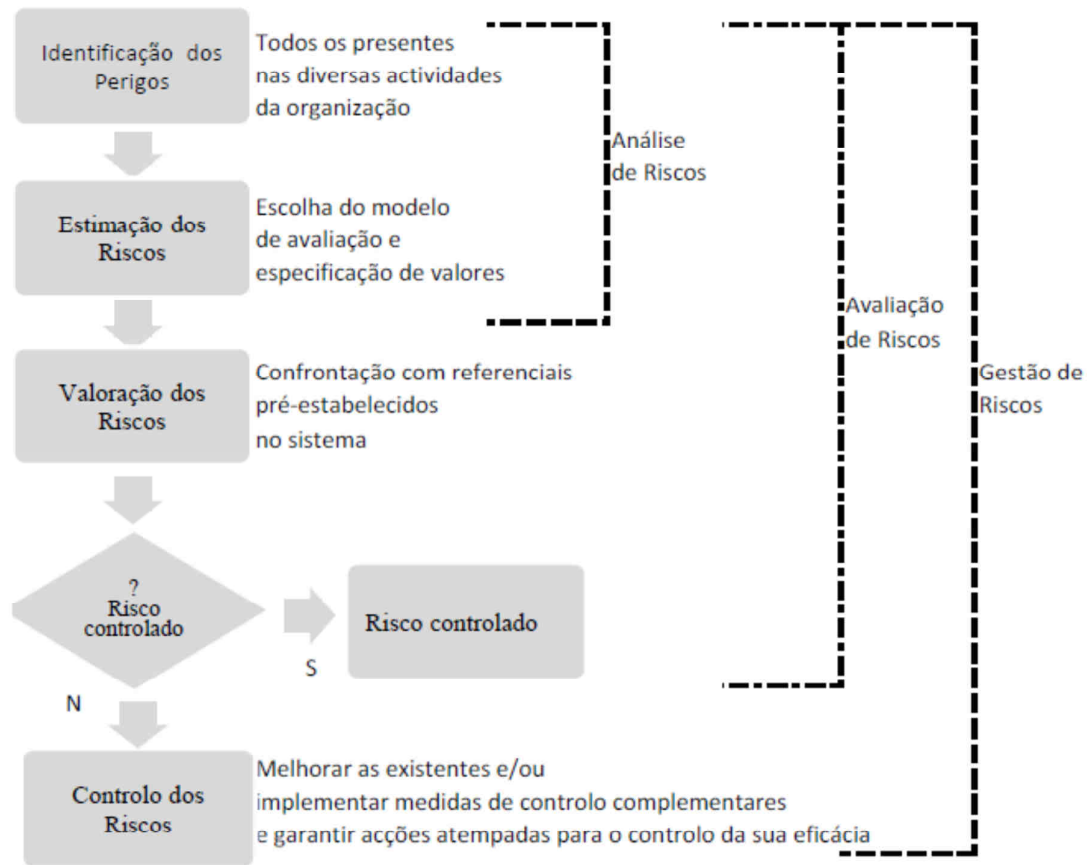 Identificação dos
Perigos
Todos os presentes
nas diversas actividades
da organização
Análise
de Riscos
Estimação dos
Riscos
Escolha do modelo
de avaliação e
especificação de valores
Avaliação
de Riscos
Gestão de
Riscos
Valoração dos
Riscos
Confrontação com referenciais
pré-estabelecidos
no sistema
?
Risco
controlado
S
Risco controlado
N
Controlo dos
Riscos
Melhorar as existentes e/ou
implementar medidas de controlo complementares
e garantir acções atempadas para o controlo da sua eficácia